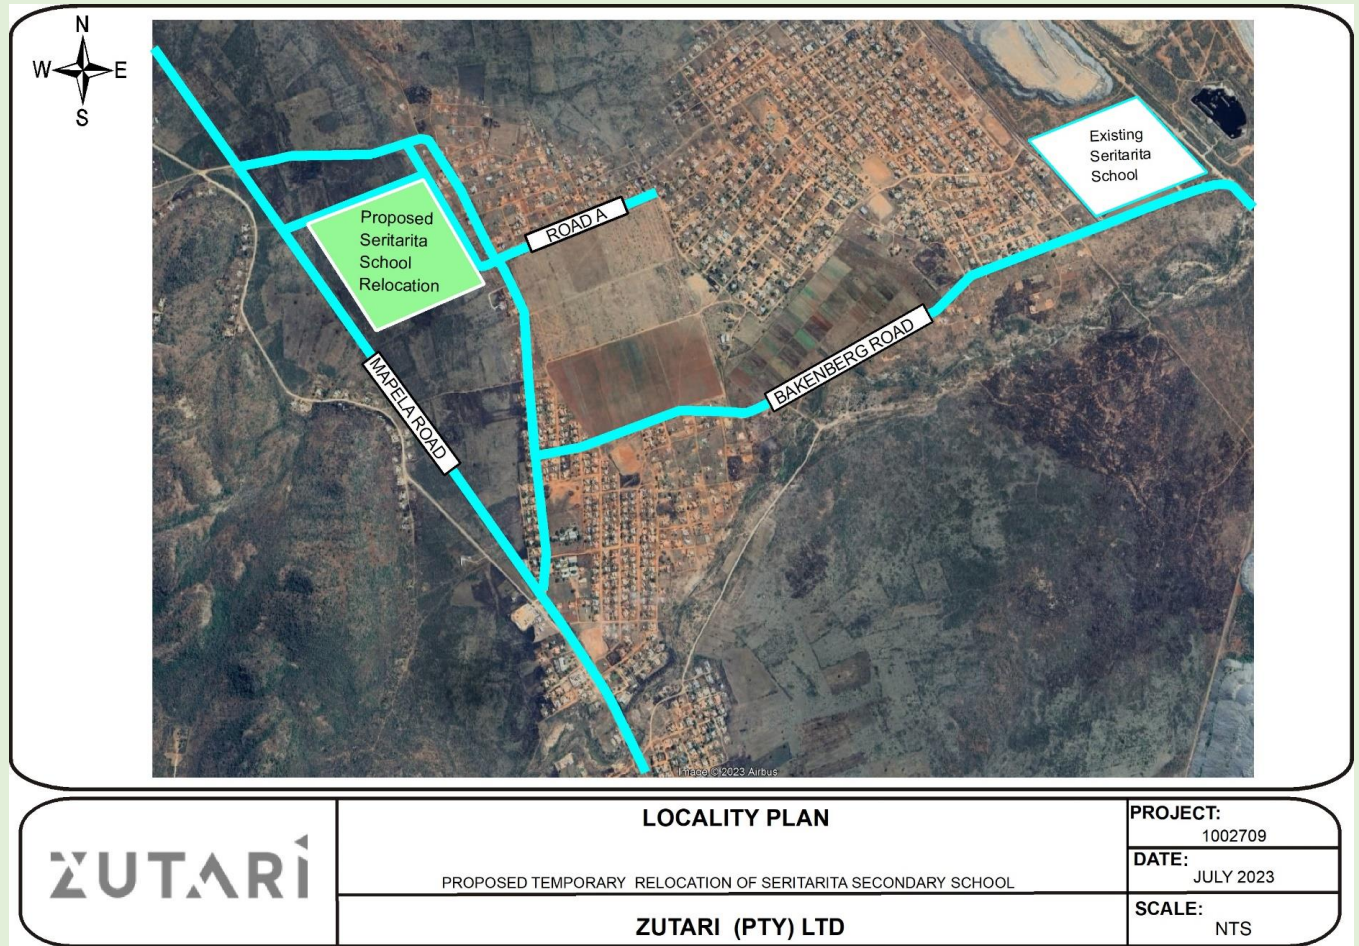 N
W E
S
Existing
Seritarita
School
Proposed
Seritarita
School
Relocation
ROAD A
BAKENBERG ROAD
MAPELA ROAD
Image © 2023 Airbus
ZUTARI
LOCALITY PLAN
PROPOSED TEMPORARY RELOCATION OF SERITARITA SECONDARY SCHOOL
ZUTARI (PTY) LTD
PROJECT:
1002709
DATE:
JULY 2023
SCALE:
NTS